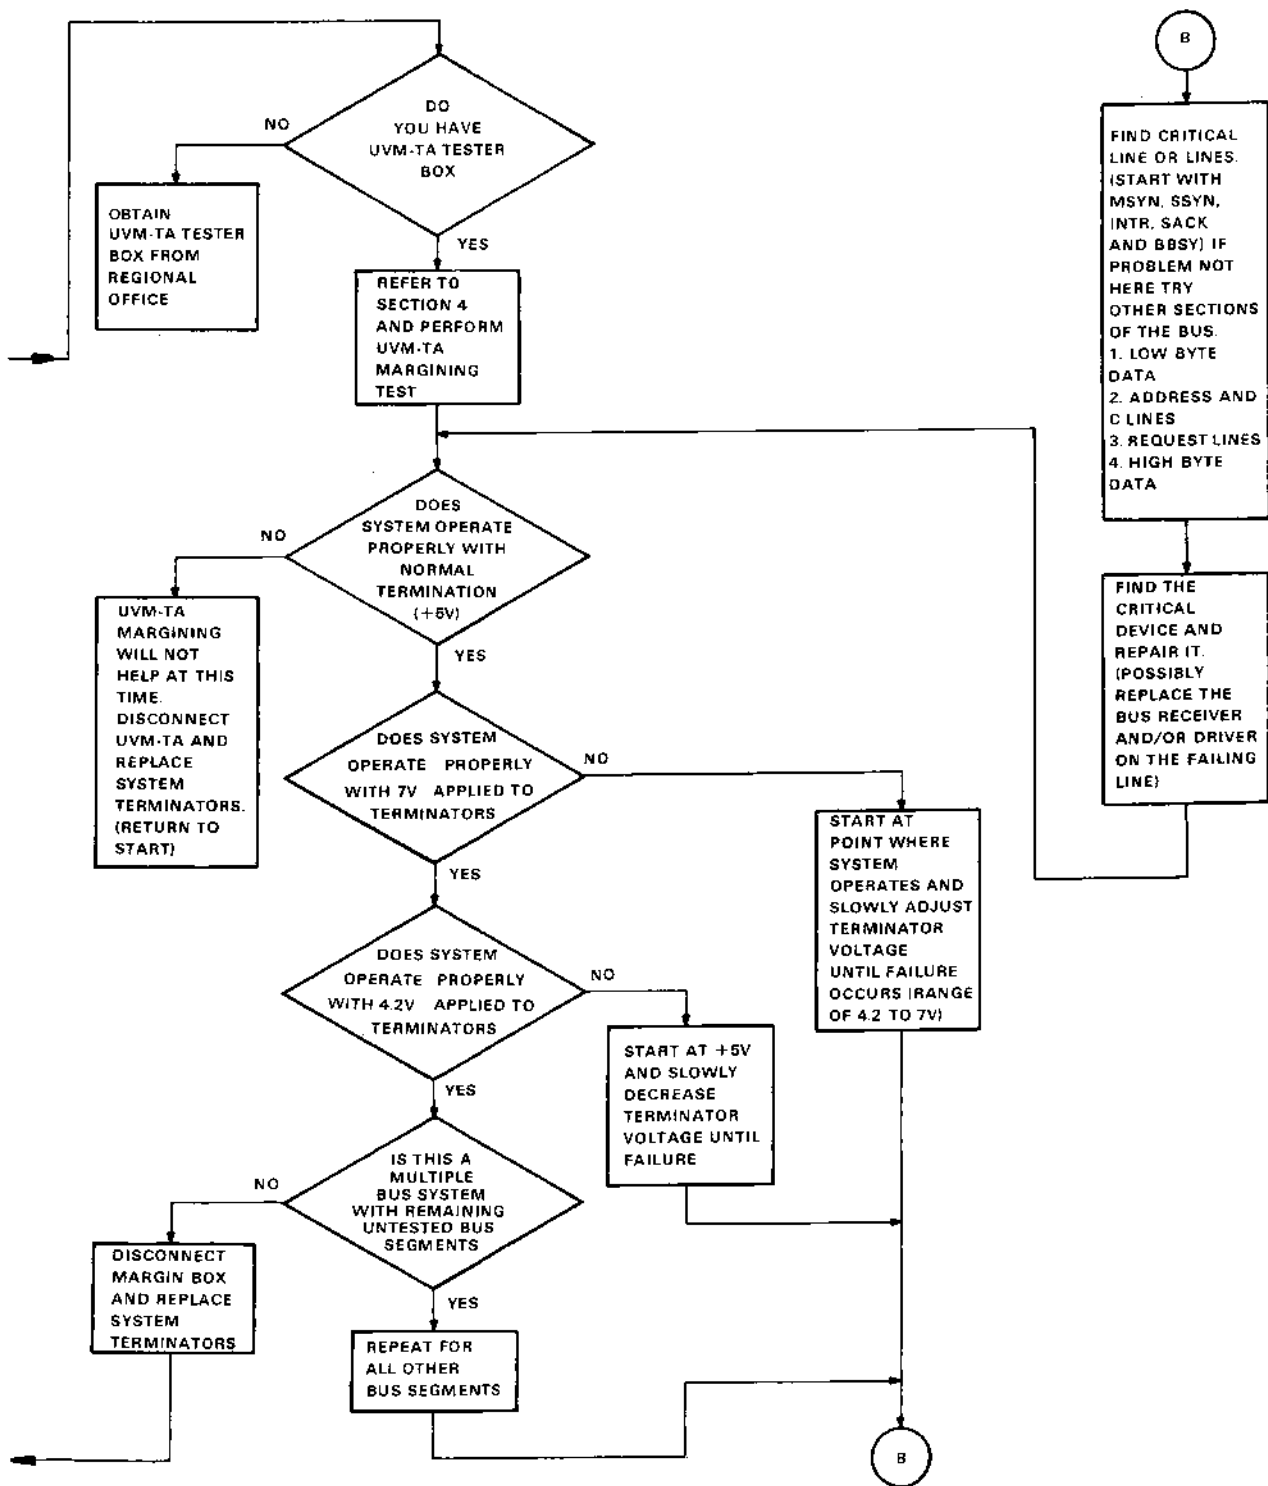 DO
YOU HAVE
UVM-TA TESTER
BOX
NO
OBTAIN
UVM-TA TESTER
BOX FROM
REGIONAL
OFFICE
YES
REFER TO
SECTION 4
AND PERFORM
UVM-TA
MARGINING
TEST
DOES
SYSTEM OPERATE
PROPERLY WITH
NORMAL
TERMINATION
(+5V)
NO
UVM-TA
MARGINING
WILL NOT
HELP AT THIS
TIME.
DISCONNECT
UVM-TA AND
REPLACE
SYSTEM
TERMINATORS.
(RETURN TO
START)
YES
DOES SYSTEM
OPERATE PROPERLY
WITH 7V APPLIED TO
TERMINATORS
NO
START AT
POINT WHERE
SYSTEM
OPERATES AND
SLOWLY ADJUST
TERMINATOR
VOLTAGE
UNTIL FAILURE
OCCURS (RANGE
OF 4.2 TO 7V)
YES
DOES SYSTEM
OPERATE PROPERLY
WITH 4.2V APPLIED TO
TERMINATORS
NO
START AT +5V
AND SLOWLY
DECREASE
TERMINATOR
VOLTAGE UNTIL
FAILURE
YES
IS THIS A
MULTIPLE
BUS SYSTEM
WITH REMAINING
UNTESTED BUS
SEGMENTS
NO
DISCONNECT
MARGIN BOX
AND REPLACE
SYSTEM
TERMINATORS
YES
REPEAT FOR
ALL OTHER
BUS SEGMENTS
B
B
FIND CRITICAL
LINE OR LINES.
(START WITH
MSYN, SSYN,
INTR, SACK
AND BBSY) IF
PROBLEM NOT
HERE TRY
OTHER SECTIONS
OF THE BUS.
1. LOW BYTE
DATA
2. ADDRESS AND
C LINES
3. REQUEST LINES
4. HIGH BYTE
DATA
FIND THE
CRITICAL
DEVICE AND
REPAIR IT.
(POSSIBLY
REPLACE THE
BUS RECEIVER
AND/OR DRIVER
ON THE FAILING
LINE)